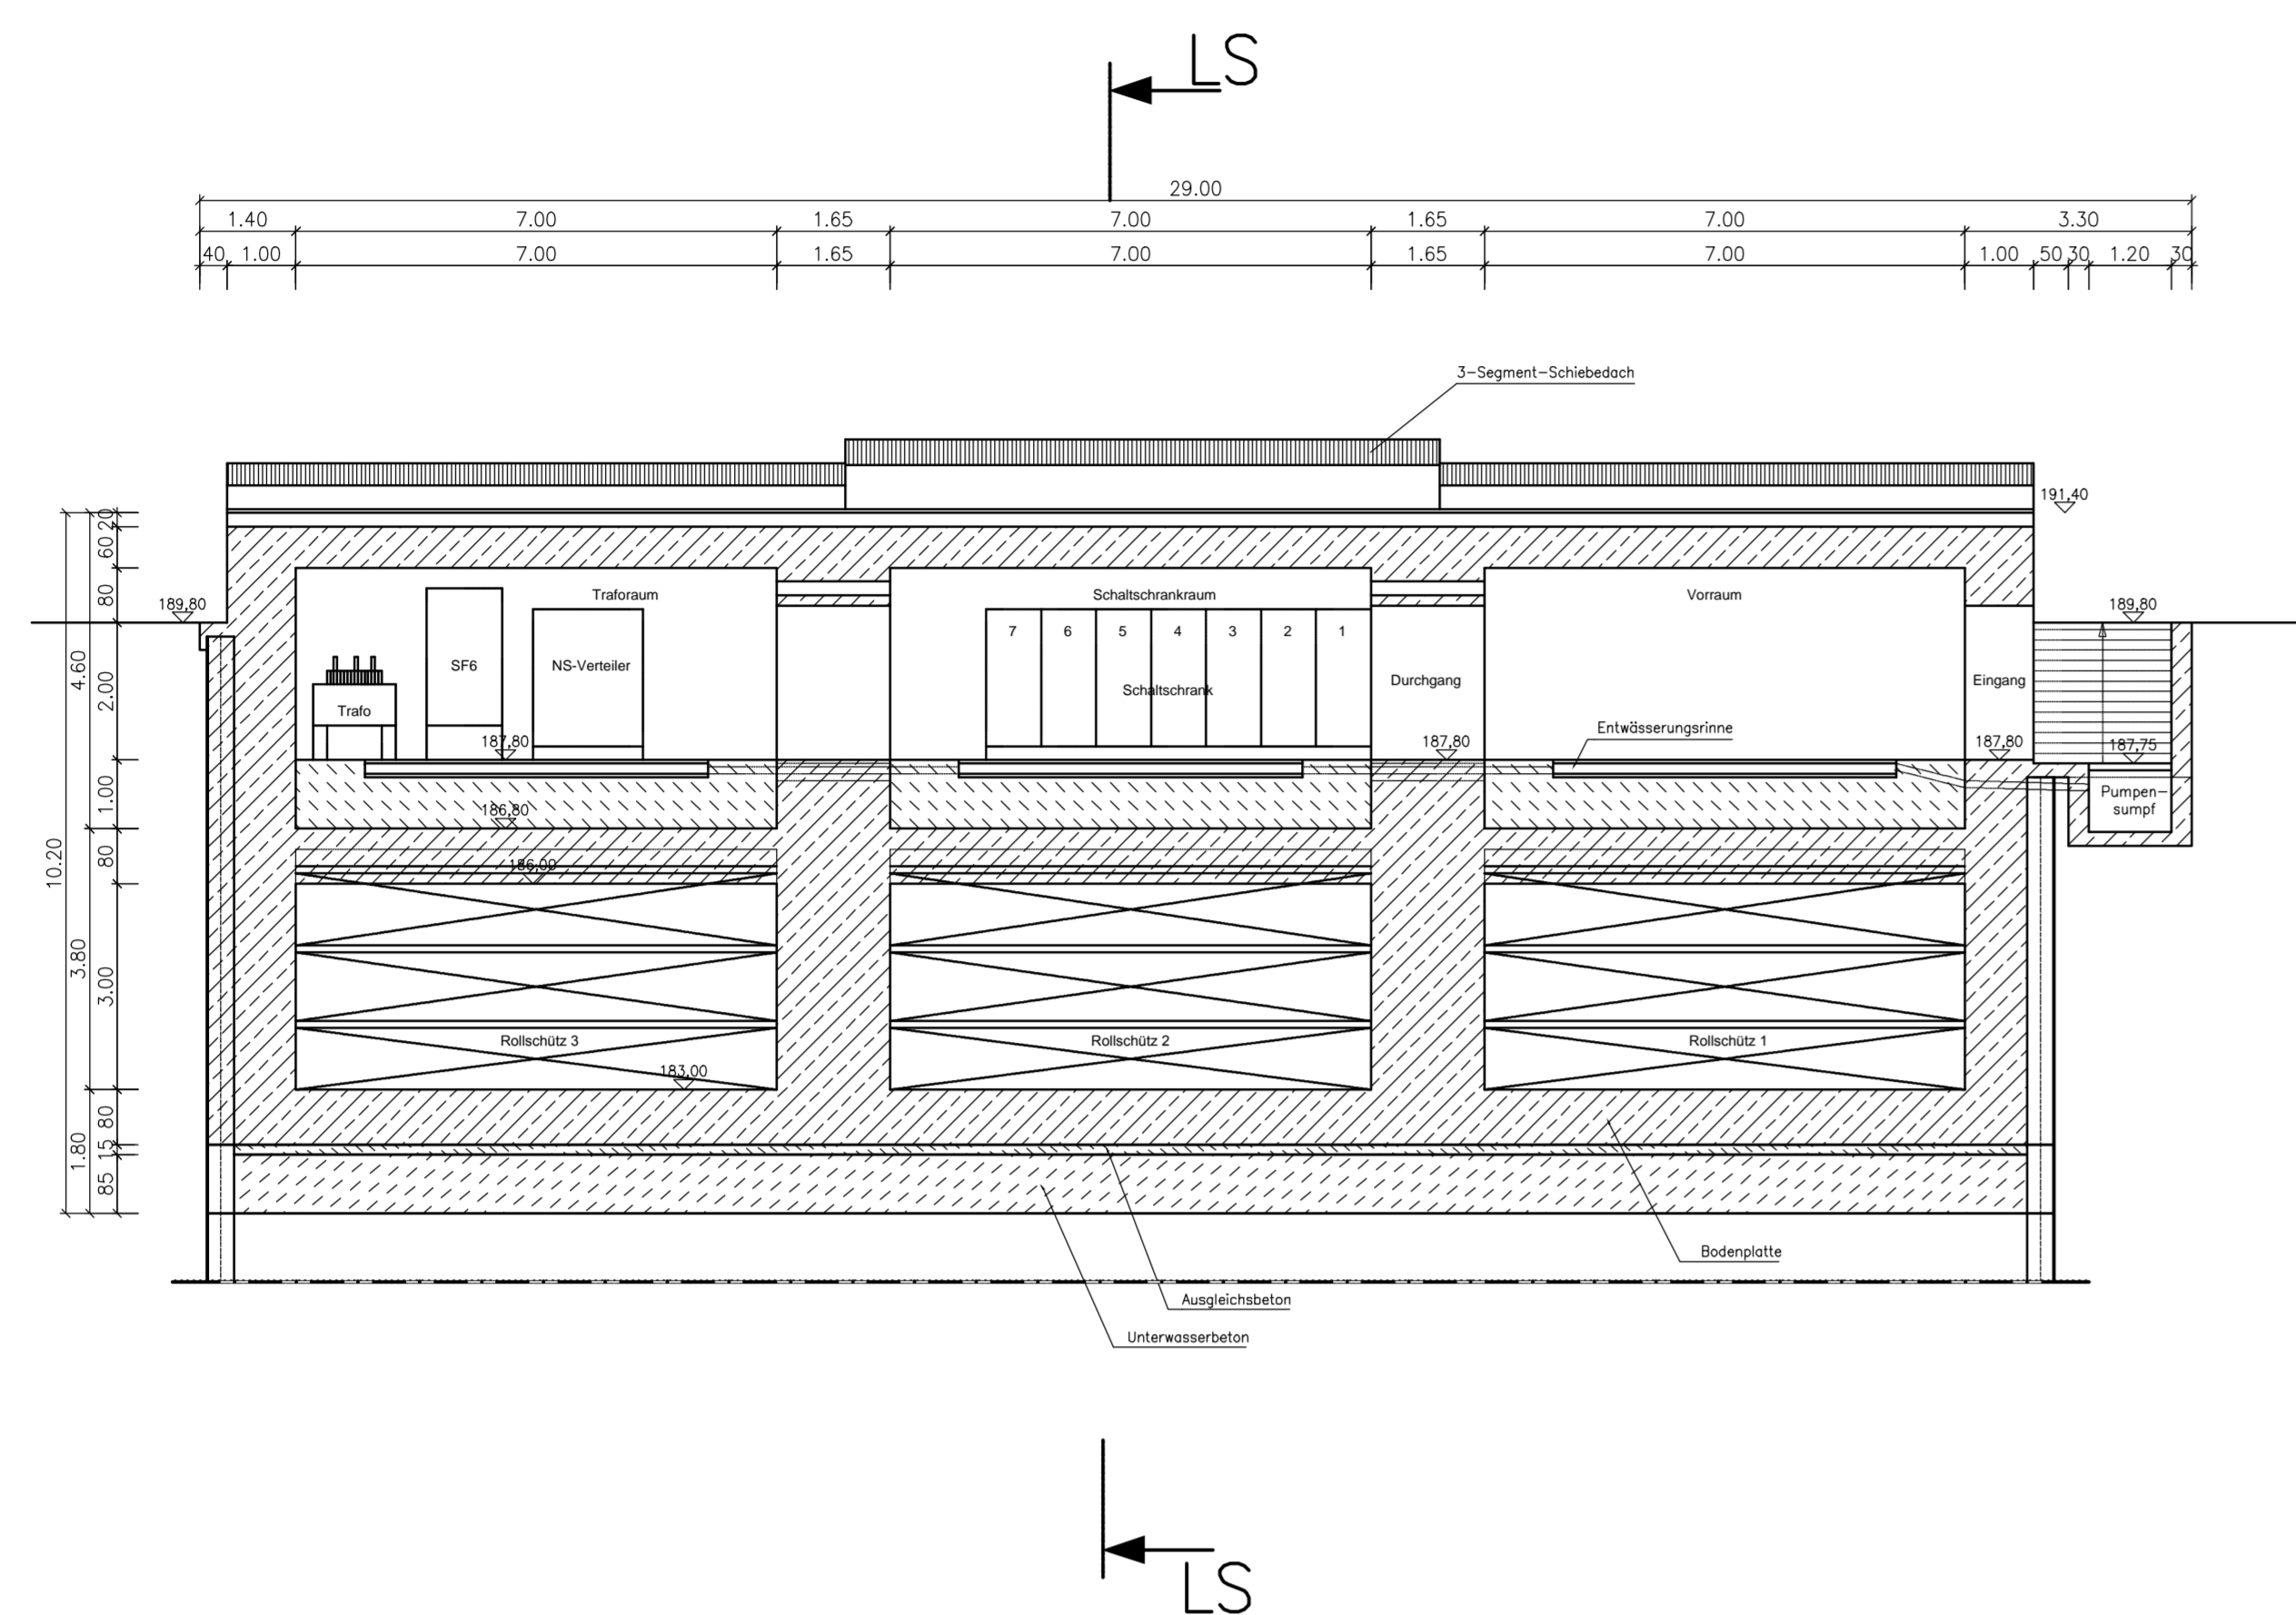 LS
29.00
1.40 7.00 1.65 7.00 1.65 7.00 3.30
40 1.00 7.00 1.65 7.00 1.65 7.00 1.00 50 30 1.20 30
3-Segment-Schiebedach
191,40
20
60
80
2.00
1.00
80
3.00
80
15
85
4.60
3.80
1.80
10.20
189,80
Traforaum
Trafo
SF6
NS-Verteiler
187,80
186,80
186,00
Schaltschrankraum
7 6 5 4 3 2 1
Schaltschrank
Durchgang
187,80
Vorraum
Entwässerungsrinne
Eingang
187,80
189,80
187,75
Pumpen-
sumpf
Rollschütz 3
183,00
Rollschütz 2
Rollschütz 1
Bodenplatte
Ausgleichsbeton
Unterwasserbeton
LS